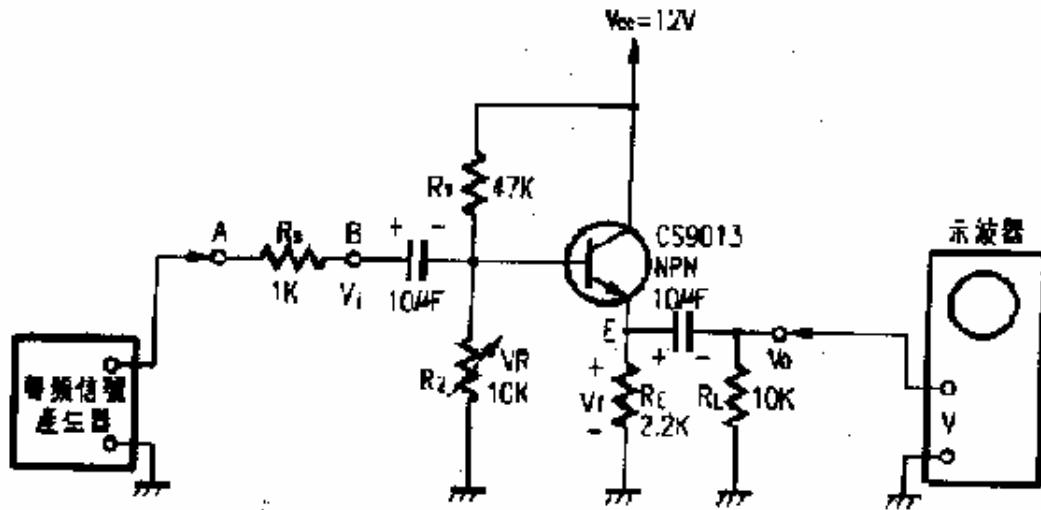 Vcc=12V
R1
47K
A
Rs
B
+
-
1K
Vi
10μF
CS9013
NPN
10μF
E
+
-
Vo
R2
VR
10K
+
Vf
-
RE
2.2K
RL
10K
音頻信號
產生器
示波器
V